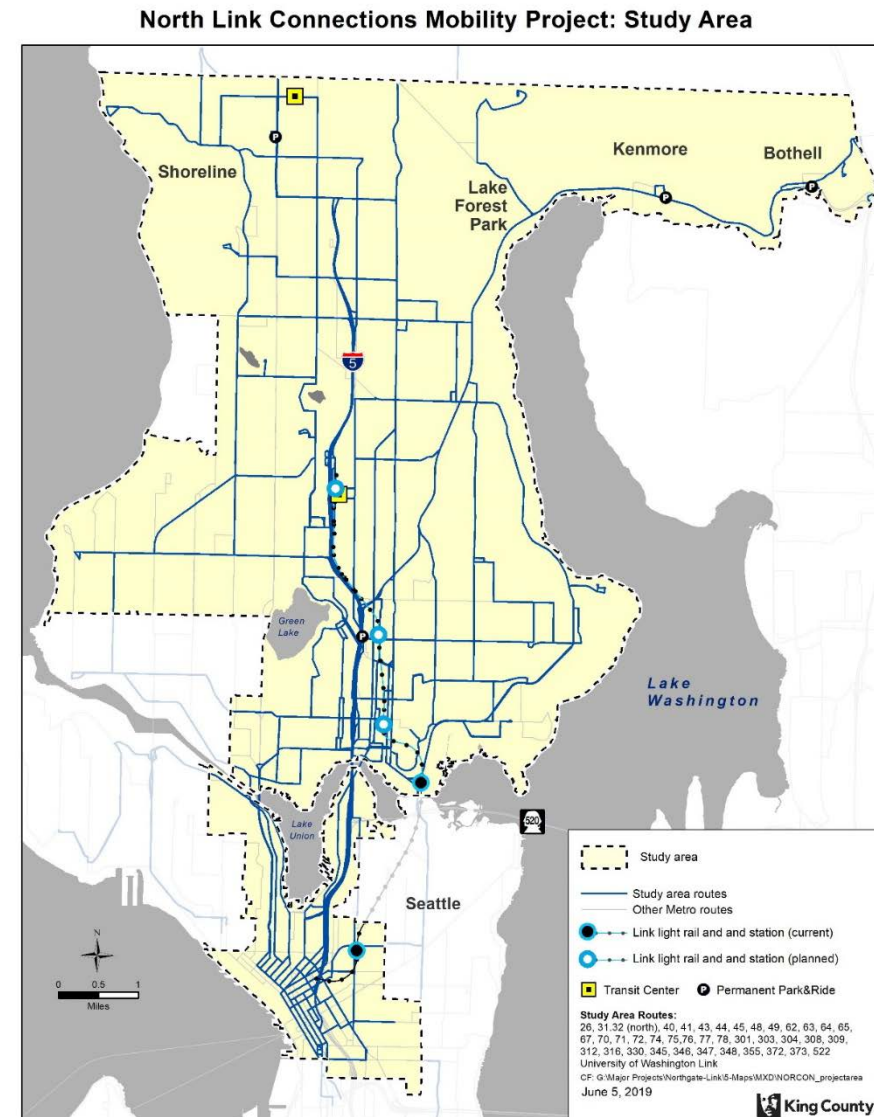 North Link Connections Mobility Project: Study Area
Shoreline
Kenmore
Bothell
Lake
Forest
Park
P
P
P
5
Green
Lake
P
Lake
Washington
Lake
Union
520
Seattle
N
0 0.5 1
Miles
Study area
Study area routes
Other Metro routes
Link light rail and and station (current)
Link light rail and and station (planned)
Transit Center P Permanent Park&Ride
Study Area Routes:
26, 31.32 (north), 40, 41, 43, 44, 45, 48, 49, 62, 63, 64, 65,
67, 70, 71, 72, 74, 75,76, 77, 78, 301, 303, 304, 308, 309,
312, 316, 330, 345, 346, 347, 348, 355, 372, 373, 522
University of Washington Link
CF: G:\Major Projects\Northgate-Link\5-Maps\MXD\NORCON_projectarea
June 5, 2019
King County